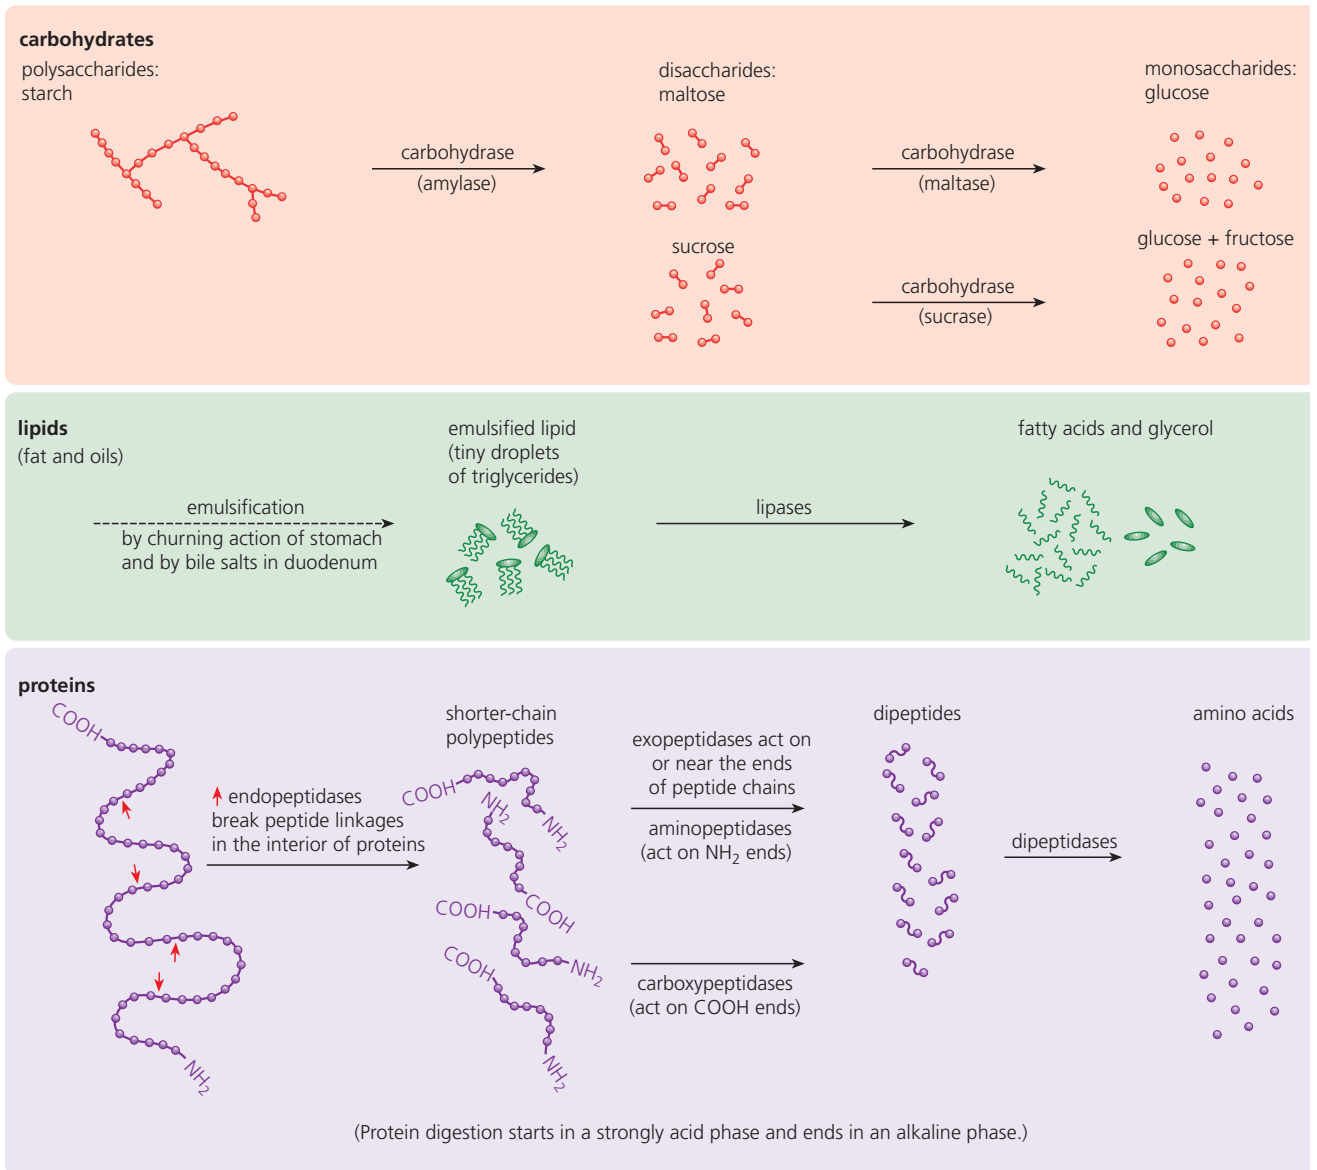 carbohydrates
polysaccharides:
starch
carbohydrase
(amylase)
disaccharides:
maltose
carbohydrase
(maltase)
monosaccharides:
glucose
sucrose
carbohydrase
(sucrase)
glucose + fructose
lipids
(fat and oils)
emulsification
by churning action of stomach
and by bile salts in duodenum
emulsified lipid
(tiny droplets
of triglycerides)
lipases
fatty acids and glycerol
proteins
COOH
NH₂
endopeptidases
break peptide linkages
in the interior of proteins
shorter-chain
polypeptides
COOH
NH₂
NH₂
COOH
COOH
NH₂
COOH
NH₂
exopeptidases act on
or near the ends
of peptide chains
aminopeptidases
(act on NH₂ ends)
carboxypeptidases
(act on COOH ends)
dipeptides
dipeptidases
amino acids
(Protein digestion starts in a strongly acid phase and ends in an alkaline phase.)